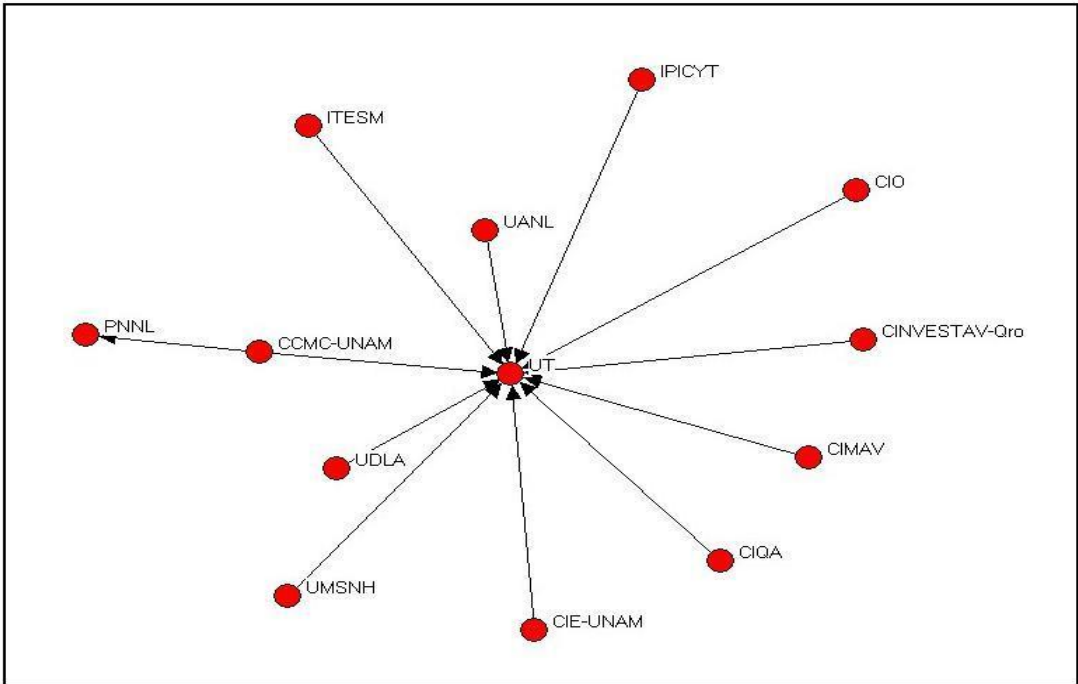 IPICYT
ITESM
CIO
UANL
PNNL
CINVESTAV-Qro
CCMC-UNAM
UT
CIMAV
UDLA
CIQA
UMSNH
CIE-UNAM